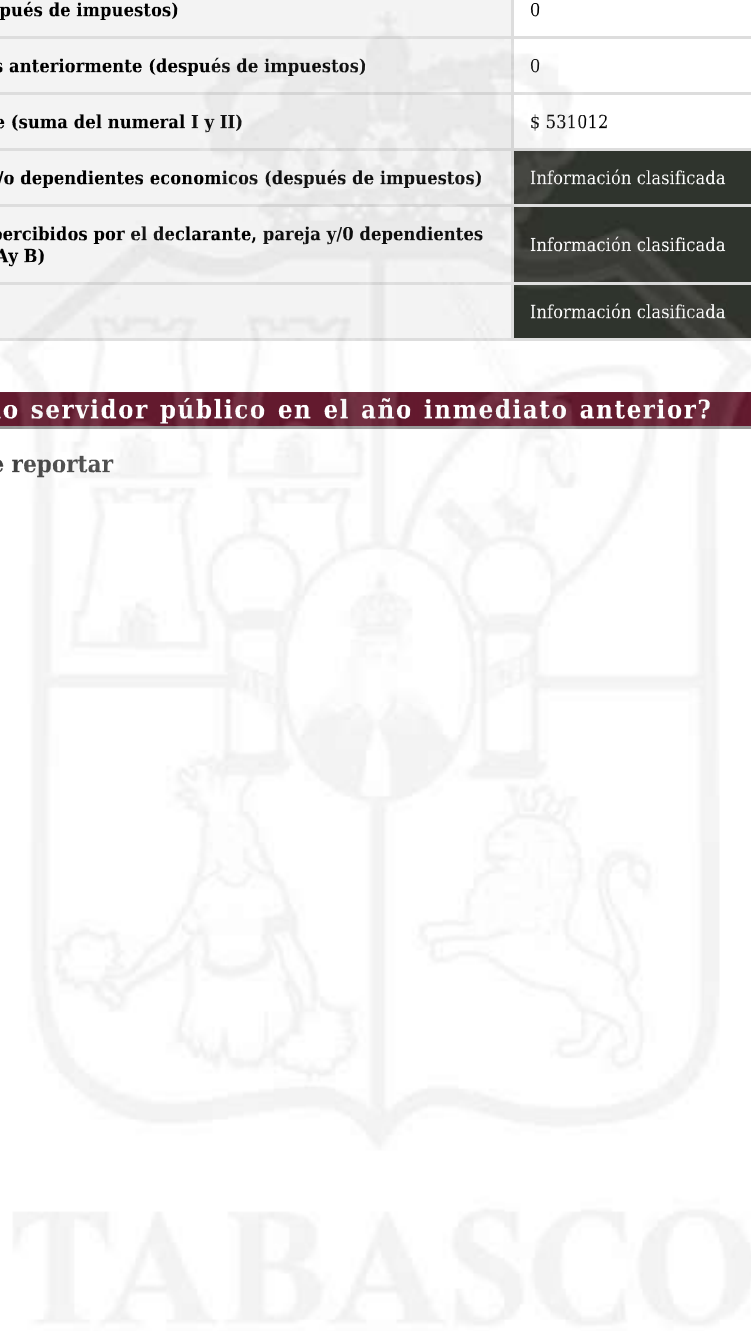 pués de impuestos) 0
s anteriormente (después de impuestos) 0
e (suma del numeral I y II) $ 531012
/o dependientes economicos (después de impuestos) Información clasificada
percibidos por el declarante, pareja y/0 dependientes Información clasificada
Ay B)
Información clasificada
o servidor público en el año inmediato anterior?
e reportar
TABASCO